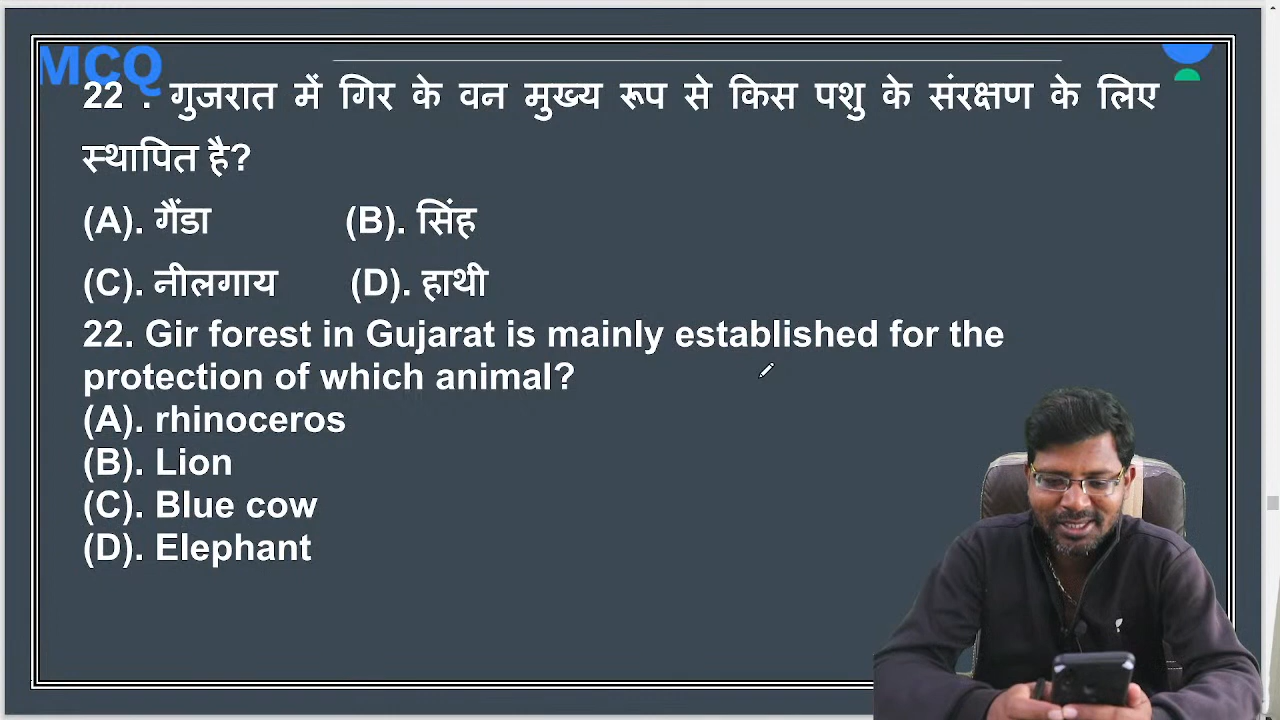 MCQ
22 . गुजरात में गिर के वन मुख्य रूप से किस पशु के संरक्षण के लिए
स्थापित है?
(A). गैंडा (B). सिंह
(C). नीलगाय (D). हाथी
22. Gir forest in Gujarat is mainly established for the
protection of which animal?
(A). rhinoceros
(B). Lion
(C). Blue cow
(D). Elephant